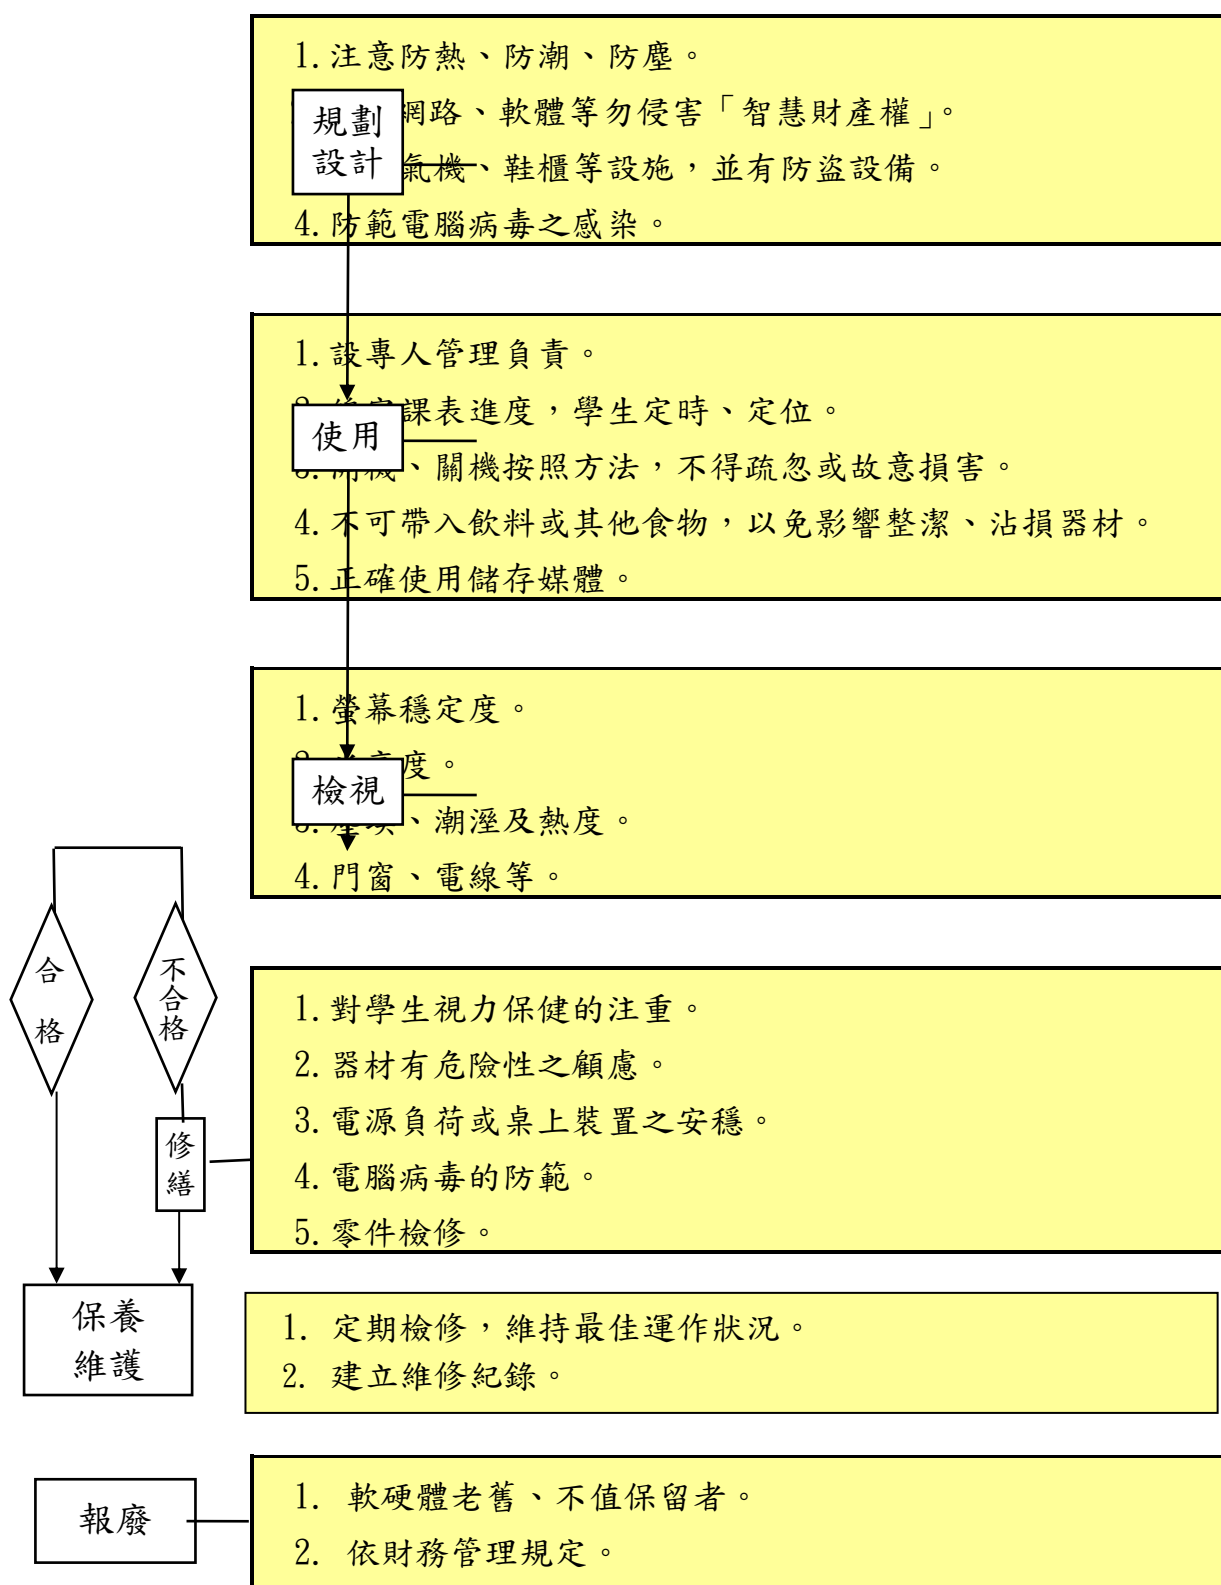 1.注意防熱、防潮、防塵。
規劃
設計
網路、軟體等勿侵害「智慧財產權」。
氣機、鞋櫃等設施，並有防盜設備。
4.防範電腦病毒之感染。
1.設專人管理負責。
課表進度，學生定時、定位。
使用
、關機按照方法，不得疏忽或故意損害。
4.不可帶入飲料或其他食物，以免影響整潔、沾損器材。
5.正確使用儲存媒體。
1.螢幕穩定度。
度。
檢視
、潮溼及熱度。
4.門窗、電線等。
合格
不合格
1.對學生視力保健的注重。
2.器材有危險性之顧慮。
3.電源負荷或桌上裝置之安穩。
修繕
4.電腦病毒的防範。
5.零件檢修。
保養
維護
1. 定期檢修，維持最佳運作狀況。
2. 建立維修紀錄。
報廢
1. 軟硬體老舊、不值保留者。
2. 依財務管理規定。